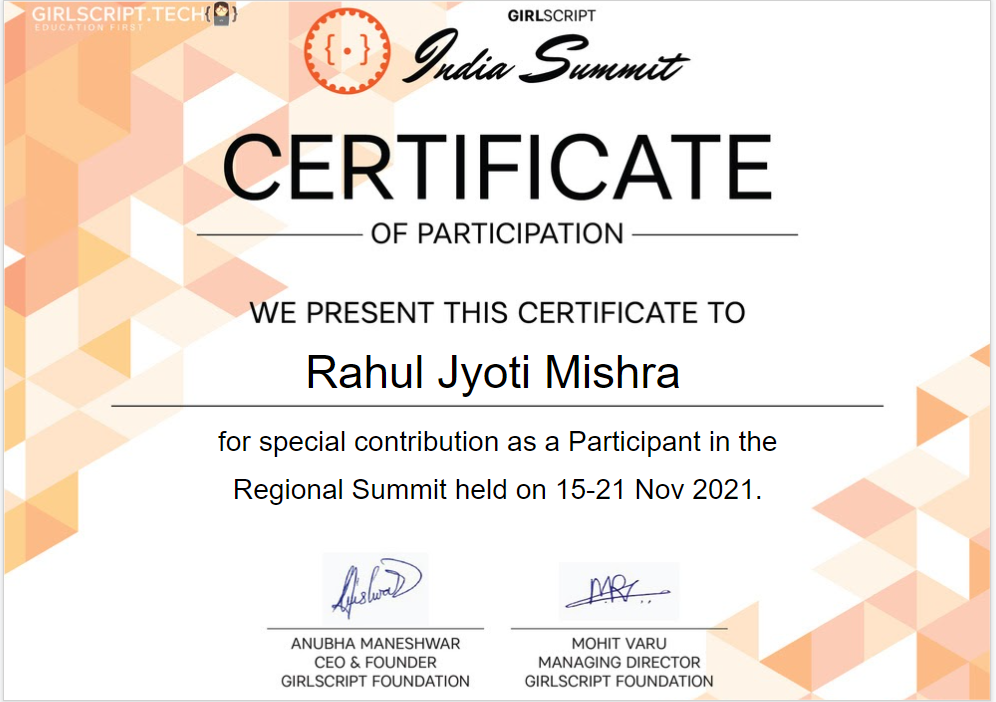 GIRLSCRIPT.TECH
EDUCATION FIRST
GIRLSCRIPT
India Summit
CERTIFICATE
OF PARTICIPATION
WE PRESENT THIS CERTIFICATE TO
Rahul Jyoti Mishra
for special contribution as a Participant in the
Regional Summit held on 15-21 Nov 2021.
ANUBHA MANESHWAR
CEO & FOUNDER
GIRLSCRIPT FOUNDATION
MOHIT VARU
MANAGING DIRECTOR
GIRLSCRIPT FOUNDATION